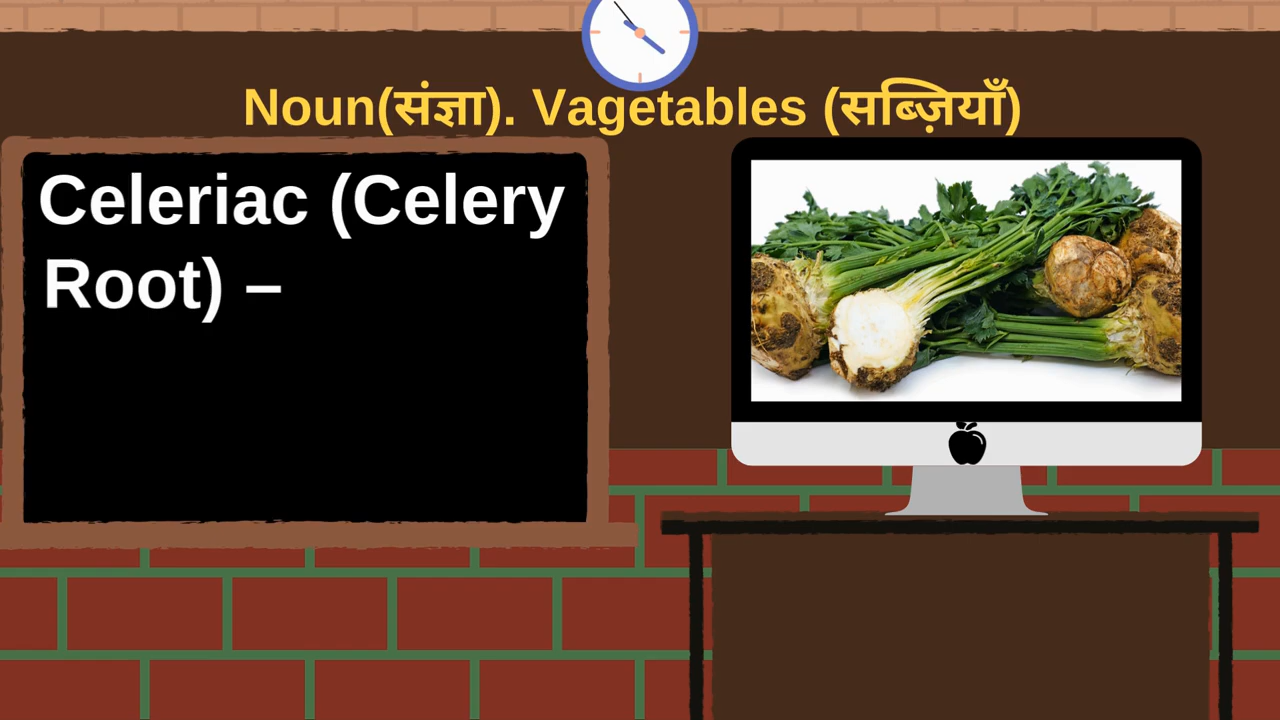 Noun(संज्ञा). Vagetables (सब्ज़ियाँ)
Celeriac (Celery
Root) –